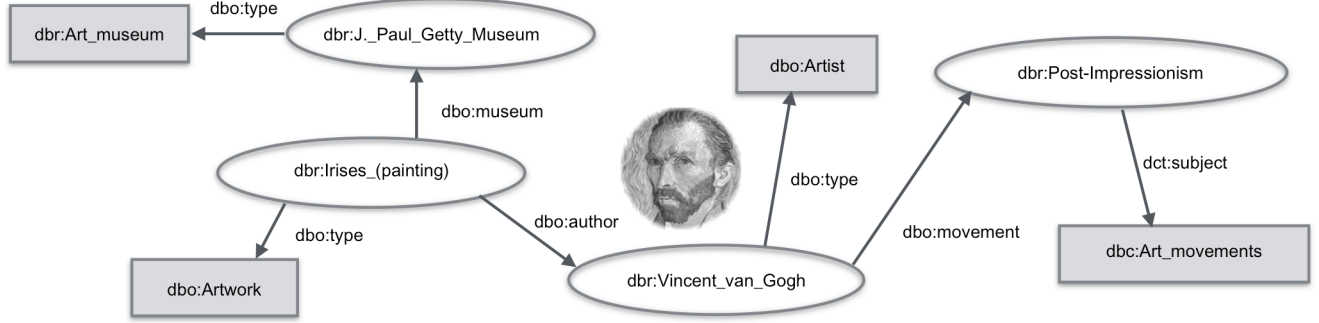 dbo:type
dbr:Art_museum
dbr:J._Paul_Getty_Museum
dbo:museum
dbo:Artist
dbr:Post-Impressionism
dbr:Irises_(painting)
dbo:type
dbo:author
dbo:type
dct:subject
dbo:movement
dbo:Artwork
dbr:Vincent_van_Gogh
dbc:Art_movements